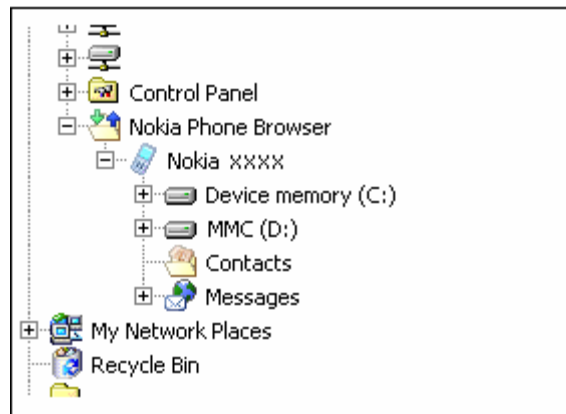 Control Panel
Nokia Phone Browser
Nokia xxxx
Device memory (C:)
MMC (D:)
Contacts
Messages
My Network Places
Recycle Bin